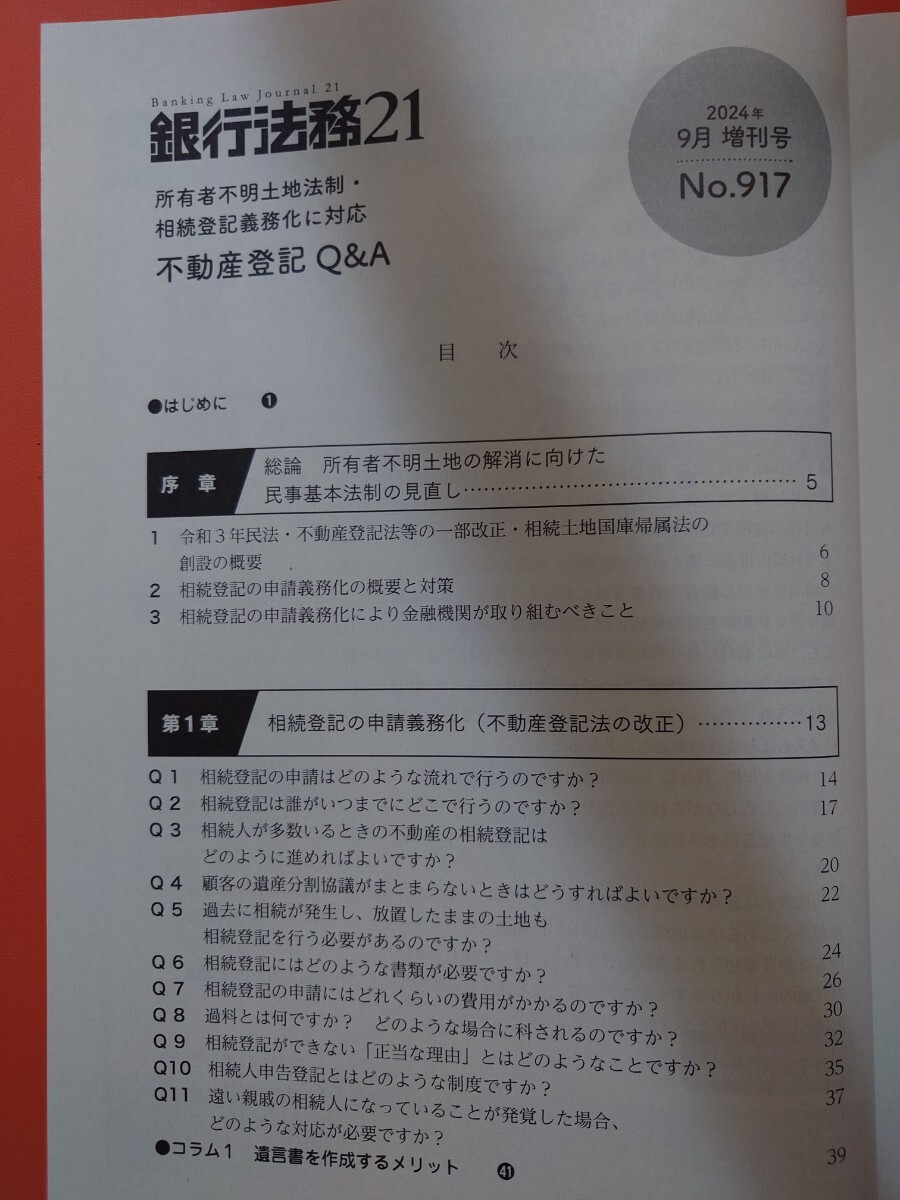 Banking Law Journal 21
銀行法務21
2024年
9月 増刊号
No.917
所有者不明土地法制・
相続登記義務化に対応
不動産登記 Q&A
目 次
●はじめに ❶
序章 総論 所有者不明土地の解消に向けた
民事基本法制の見直し…………………………………………… 5
1 令和3年民法・不動産登記法等の一部改正・相続土地国庫帰属法の
創設の概要 6
2 相続登記の申請義務化の概要と対策 8
3 相続登記の申請義務化により金融機関が取り組むべきこと 10
第1章 相続登記の申請義務化（不動産登記法の改正）……………13
Q1 相続登記の申請はどのような流れで行うのですか？ 14
Q2 相続登記は誰がいつまでにどこで行うのですか？ 17
Q3 相続人が多数いるときの不動産の相続登記は
どのように進めればよいですか？ 20
Q4 顧客の遺産分割協議がまとまらないときはどうすればよいですか？ 22
Q5 過去に相続が発生し、放置したままの土地も
相続登記を行う必要があるのですか？ 24
Q6 相続登記にはどのような書類が必要ですか？ 26
Q7 相続登記の申請にはどれくらいの費用がかかるのですか？ 30
Q8 過料とは何ですか？ どのような場合に科されるのですか？ 32
Q9 相続登記ができない「正当な理由」とはどのようなことですか？ 35
Q10 相続人申告登記とはどのような制度ですか？ 37
Q11 遠い親戚の相続人になっていることが発覚した場合、
どのような対応が必要ですか？ 39
●コラム1 遺言書を作成するメリット ㊶